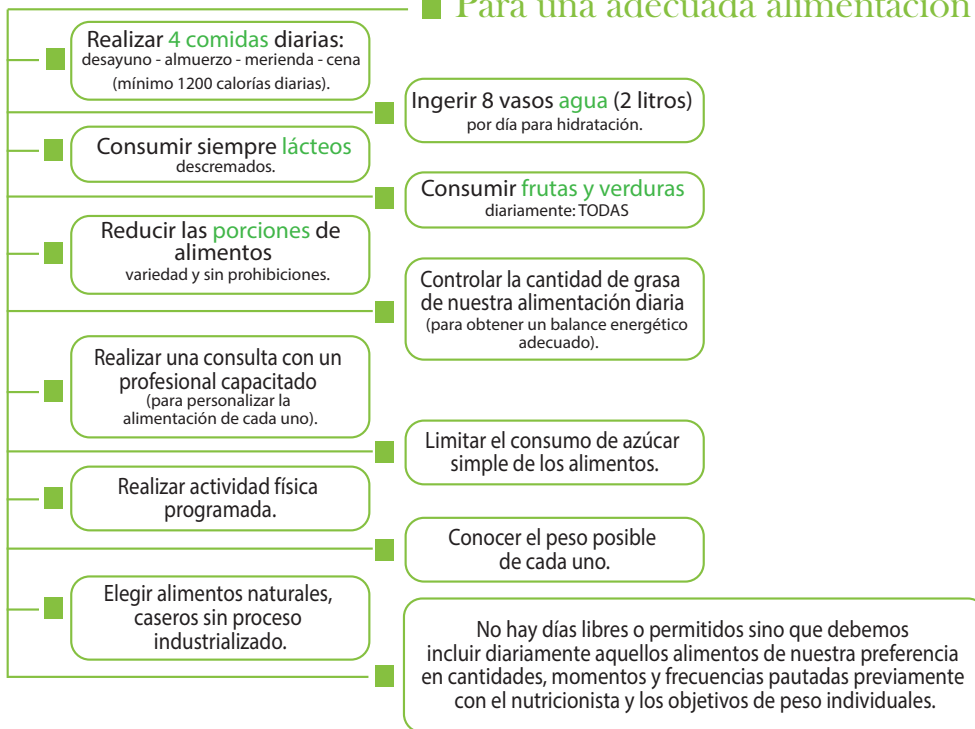 Para una adecuada alimentación
Realizar 4 comidas diarias:
desayuno - almuerzo - merienda - cena
(mínimo 1200 calorías diarias).
Ingerir 8 vasos agua (2 litros)
por día para hidratación.
Consumir siempre lácteos
descremados.
Consumir frutas y verduras
diariamente: TODAS
Reducir las porciones de
alimentos
variedad y sin prohibiciones.
Controlar la cantidad de grasa
de nuestra alimentación diaria
(para obtener un balance energético
adecuado).
Realizar una consulta con un
profesional capacitado
(para personalizar la
alimentación de cada uno).
Limitar el consumo de azúcar
simple de los alimentos.
Realizar actividad física
programada.
Conocer el peso posible
de cada uno.
Elegir alimentos naturales,
caseros sin proceso
industrializado.
No hay días libres o permitidos sino que debemos
incluir diariamente aquellos alimentos de nuestra preferencia
en cantidades, momentos y frecuencias pautadas previamente
con el nutricionista y los objetivos de peso individuales.